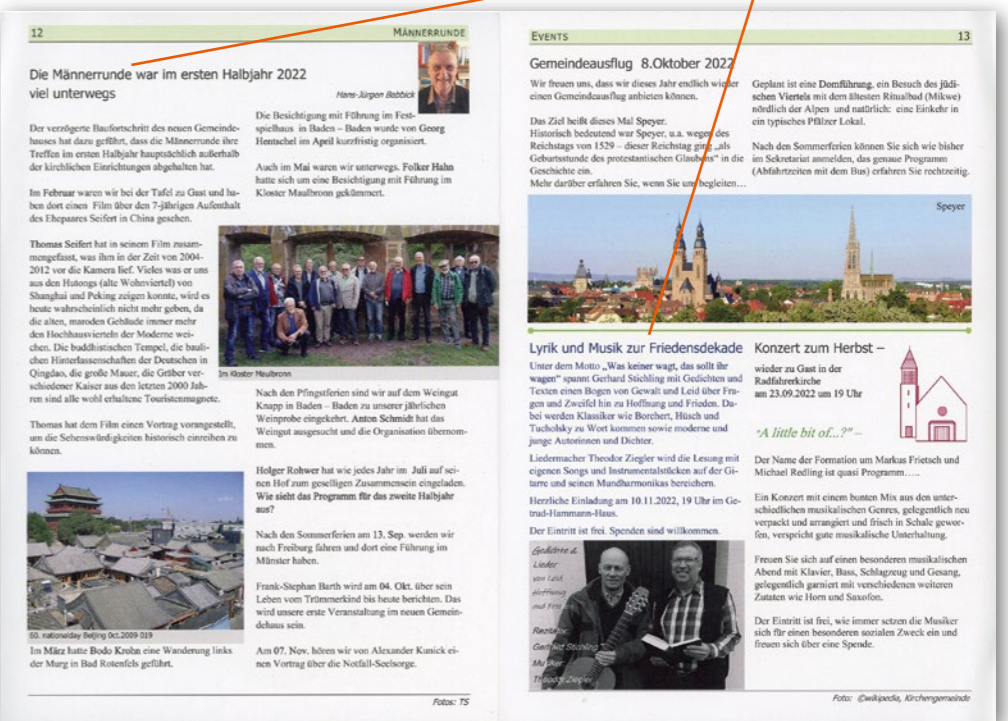 12
MÄNNERRUNDE
Die Männerrunde war im ersten Halbjahr 2022
viel unterwegs
Hans-Jürgen Babbick
Der verzögerte Baufortschritt des neuen Gemeinde-
hauses hat dazu geführt, dass die Männerrunde ihre
Treffen im ersten Halbjahr hauptsächlich außerhalb
der kirchlichen Einrichtungen abgehalten hat.
Im Februar waren wir bei der Tafel zu Gast und ha-
ben dort einen Film über den 7-jährigen Aufenthalt
des Ehepaares Seifert in China gesehen.
Thomas Seifert hat in seinem Film zusam-
mengefasst, was ihm in der Zeit von 2004-
2012 vor die Kamera lief. Vieles was er uns
aus den Hutongs (alte Wohnviertel) von
Shanghai und Peking zeigen konnte, wird es
heute wahrscheinlich nicht mehr geben, da
die alten, maroden Gebäude immer mehr
den Hochhausvierteln der Moderne wei-
chen. Die buddhistischen Tempel, die bauli-
chen Hinterlassenschaften der Deutschen in
Qingdao, die große Mauer, die Gräber ver-
schiedener Kaiser aus den letzten 2000 Jah-
ren sind alle wohl erhaltene Touristenmagnete.
Thomas hat dem Film einen Vortrag vorangestellt,
um die Sehenswürdigkeiten historisch einreihen zu
können.
60. nationalday Beijing Oct.2009 019
Im März hatte Bodo Krohn eine Wanderung links
der Murg in Bad Rotenfels geführt.
Die Besichtigung mit Führung im Fest-
spielhaus in Baden – Baden wurde von Georg
Hentschel im April kurzfristig organisiert.
Auch im Mai waren wir unterwegs. Folker Hahn
hatte sich um eine Besichtigung mit Führung im
Kloster Maulbronn gekümmert.
Im Kloster Maulbronn
Nach den Pfingstferien sind wir auf dem Weingut
Knapp in Baden – Baden zu unserer jährlichen
Weinprobe eingekehrt. Anton Schmidt hat das
Weingut ausgesucht und die Organisation übernom-
men.
Holger Rohwer hat wie jedes Jahr im Juli auf sei-
nen Hof zum geselligen Zusammensein eingeladen.
Wie sieht das Programm für das zweite Halbjahr
aus?
Nach den Sommerferien am 13. Sep. werden wir
nach Freiburg fahren und dort eine Führung im
Münster haben.
Frank-Stephan Barth wird am 04. Okt. über sein
Leben vom Trümmerkind bis heute berichten. Das
wird unsere erste Veranstaltung im neuen Gemein-
dehaus sein.
Am 07. Nov. hören wir von Alexander Kunick ei-
nen Vortrag über die Notfall-Seelsorge.
Fotos: TS
EVENTS
13
Gemeindeausflug 8.Oktober 2022
Wir freuen uns, dass wir dieses Jahr endlich wieder
einen Gemeindeausflug anbieten können.
Das Ziel heißt dieses Mal Speyer.
Historisch bedeutend war Speyer, u.a. wegen des
Reichstags von 1529 – dieser Reichstag ging „als
Geburtsstunde des protestantischen Glaubens" in die
Geschichte ein.
Mehr darüber erfahren Sie, wenn Sie uns begleiten…
Geplant ist eine Domführung, ein Besuch des jüdi-
schen Viertels mit dem ältesten Ritualbad (Mikwe)
nördlich der Alpen und natürlich: eine Einkehr in
ein typisches Pfälzer Lokal.
Nach den Sommerferien können Sie sich wie bisher
im Sekretariat anmelden, das genaue Programm
(Abfahrtzeiten mit dem Bus) erfahren Sie rechtzeitig.
Speyer
Lyrik und Musik zur Friedensdekade
Unter dem Motto „Was keiner wagt, das sollt ihr
wagen" spannt Gerhard Stichling mit Gedichten und
Texten einen Bogen von Gewalt und Leid über Fra-
gen und Zweifel hin zu Hoffnung und Frieden. Da-
bei werden Klassiker wie Borchert, Hüsch und
Tucholsky zu Wort kommen sowie moderne und
junge Autorinnen und Dichter.
Liedermacher Theodor Ziegler wird die Lesung mit
eigenen Songs und Instrumentalstücken auf der Gi-
tarre und seinen Mundharmonikas bereichern.
Herzliche Einladung am 10.11.2022, 19 Uhr im Ge-
trud-Hammann-Haus.
Der Eintritt ist frei. Spenden sind willkommen.
Gedichte &
Lieder
von Leid
Hoffnung
und
Stichling
Theodor Ziegler
Konzert zum Herbst –
wieder zu Gast in der
Radfahrerkirche
am 23.09.2022 um 19 Uhr
"A little bit of…?" –
Der Name der Formation um Markus Frietsch und
Michael Redling ist quasi Programm…..
Ein Konzert mit einem bunten Mix aus den unter-
schiedlichen musikalischen Genres, gelegentlich neu
verpackt und arrangiert und frisch in Schale gewor-
fen, verspricht gute musikalische Unterhaltung.
Freuen Sie sich auf einen besonderen musikalischen
Abend mit Klavier, Bass, Schlagzeug und Gesang,
gelegentlich garniert mit verschiedenen weiteren
Zutaten wie Horn und Saxofon.
Der Eintritt ist frei, wie immer setzen die Musiker
sich für einen besonderen sozialen Zweck ein und
freuen sich über eine Spende.
Foto: ©wikipedia, Kirchengemeinde